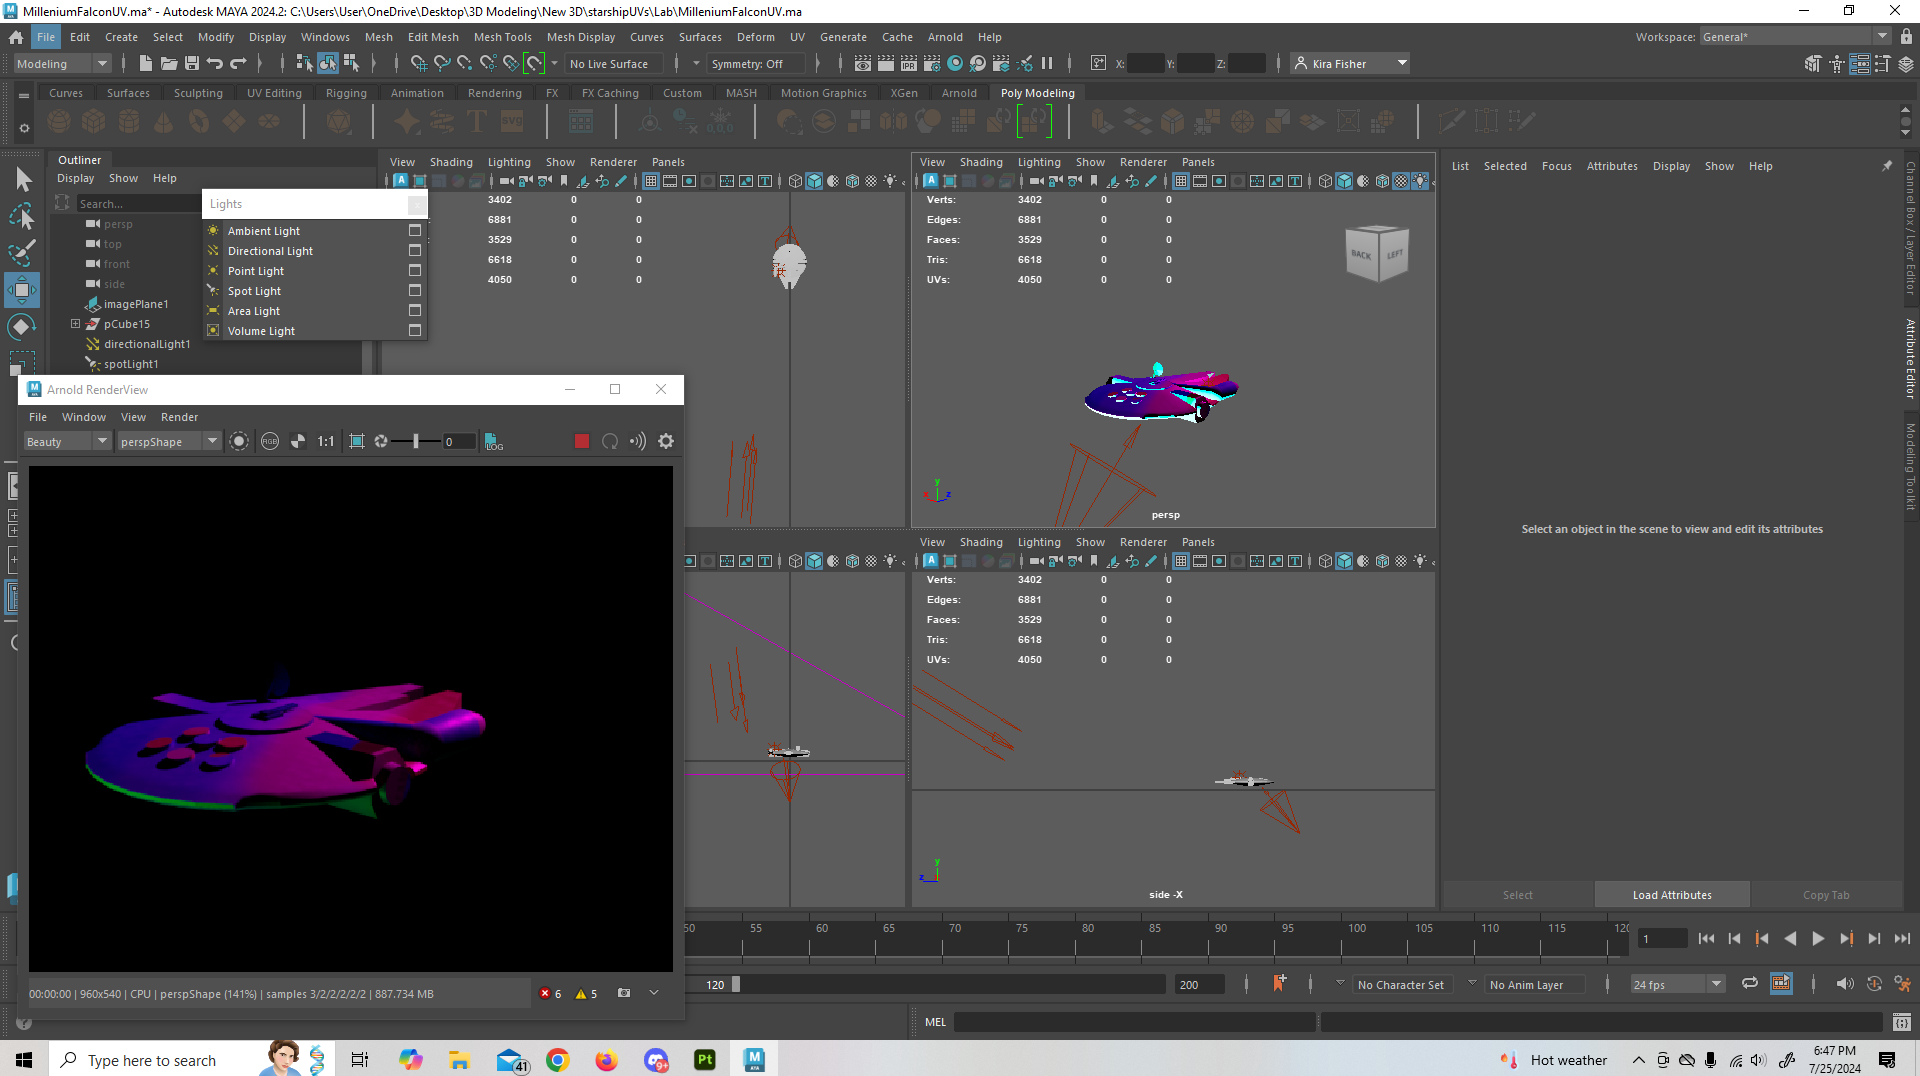 MilleniumFalconUV.ma* - Autodesk MAYA 2024.2: C:\Users\User\OneDrive\Desktop\3D Modeling\New 3D\starshipUVs\Lab\MilleniumFalconUV.ma
File Edit Create Select Modify Display Windows Mesh Edit Mesh Mesh Tools Mesh Display Curves Surfaces Deform UV Generate Cache Arnold Help
Workspace: General*
Modeling
No Live Surface
Symmetry: Off
IPR
X: Y: Z:
Kira Fisher
Curves Surfaces Sculpting UV Editing Rigging Animation Rendering FX FX Caching Custom MASH Motion Graphics XGen Arnold Poly Modeling
Outliner
Display Show Help
Search...
persp
top
front
side
imagePlane1
pCube15
directionalLight1
spotLight1
Lights
Ambient Light
Directional Light
Point Light
Spot Light
Area Light
Volume Light
View Shading Lighting Show Renderer Panels
3402 0 0
6881 0 0
3529 0 0
6618 0 0
4050 0 0
View Shading Lighting Show Renderer Panels
Verts: 3402 0 0
Edges: 6881 0 0
Faces: 3529 0 0
Tris: 6618 0 0
UVs: 4050 0 0
BACK LEFT
y
x z
persp
View Shading Lighting Show Renderer Panels
Verts: 3402 0 0
Edges: 6881 0 0
Faces: 3529 0 0
Tris: 6618 0 0
UVs: 4050 0 0
y
z
side -X
List Selected Focus Attributes Display Show Help
Select an object in the scene to view and edit its attributes
Select Load Attributes Copy Tab
Channel Box / Layer Editor
Attribute Editor
Modeling Toolkit
Arnold RenderView
File Window View Render
Beauty perspShape RGB 1:1 0 LOG
00:00:00 | 960x540 | CPU | perspShape (141%) | samples 3/2/2/2/2/2 | 887.734 MB
6 5
50 55 60 65 70 75 80 85 90 95 100 105 110 115 120
1
120 200
No Character Set
No Anim Layer
24 fps
MEL
Type here to search
41
9+
Pt
M
Hot weather
6:47 PM
7/25/2024